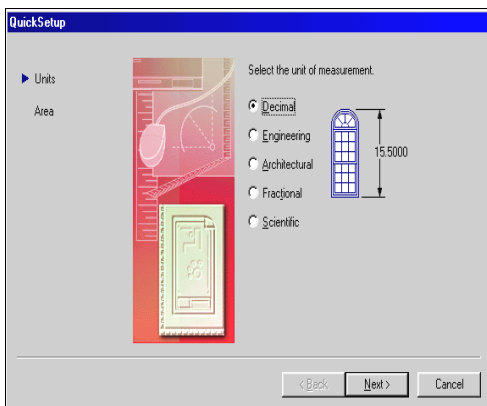 QuickSetup
Units
Area
Select the unit of measurement.
Decimal
Engineering
Architectural
Fractional
Scientific
15.5000
< Back
Next >
Cancel